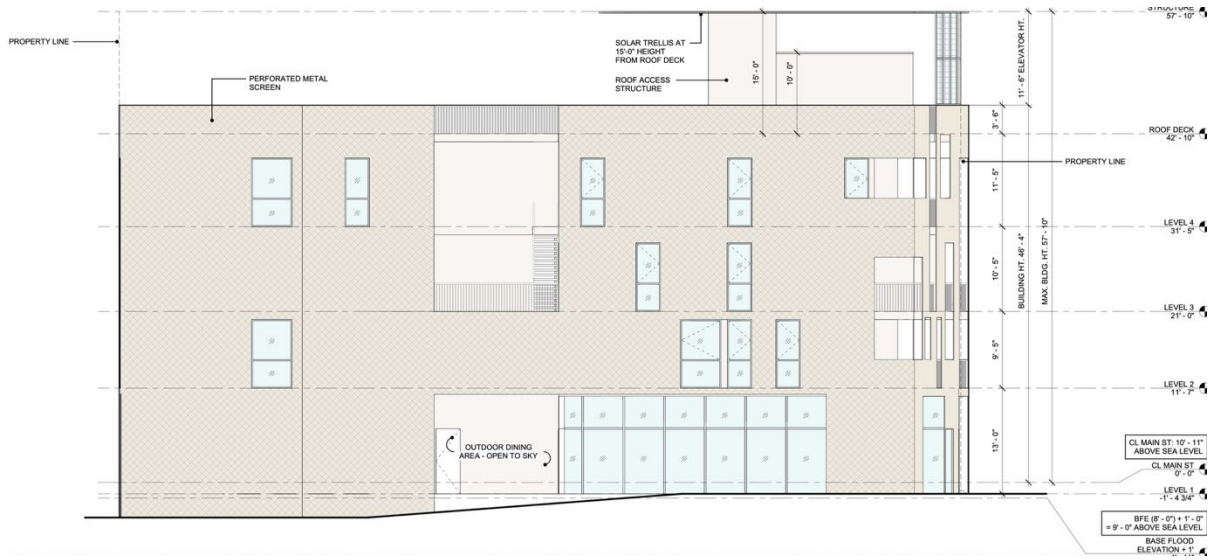 STRUCTURE
57' - 10"
PROPERTY LINE
SOLAR TRELLIS AT
15'-0" HEIGHT
FROM ROOF DECK
ROOF ACCESS
STRUCTURE
PERFORATED METAL
SCREEN
15' - 0"
10' - 0"
11' - 6" ELEVATOR HT.
3' - 6"
ROOF DECK
42' - 10"
PROPERTY LINE
11' - 5"
LEVEL 4
31' - 5"
BUILDING HT. 46' - 4"
MAX. BLDG. HT. 57' - 10"
10' - 5"
LEVEL 3
21' - 0"
9' - 5"
LEVEL 2
11' - 7"
13' - 0"
OUTDOOR DINING
AREA - OPEN TO SKY
CL MAIN ST: 10' - 11"
ABOVE SEA LEVEL
CL MAIN ST
0' - 0"
LEVEL 1
-1' - 4 3/4"
BFE (8' - 0") + 1' - 0"
= 9' - 0" ABOVE SEA LEVEL
BASE FLOOD
ELEVATION + 1'